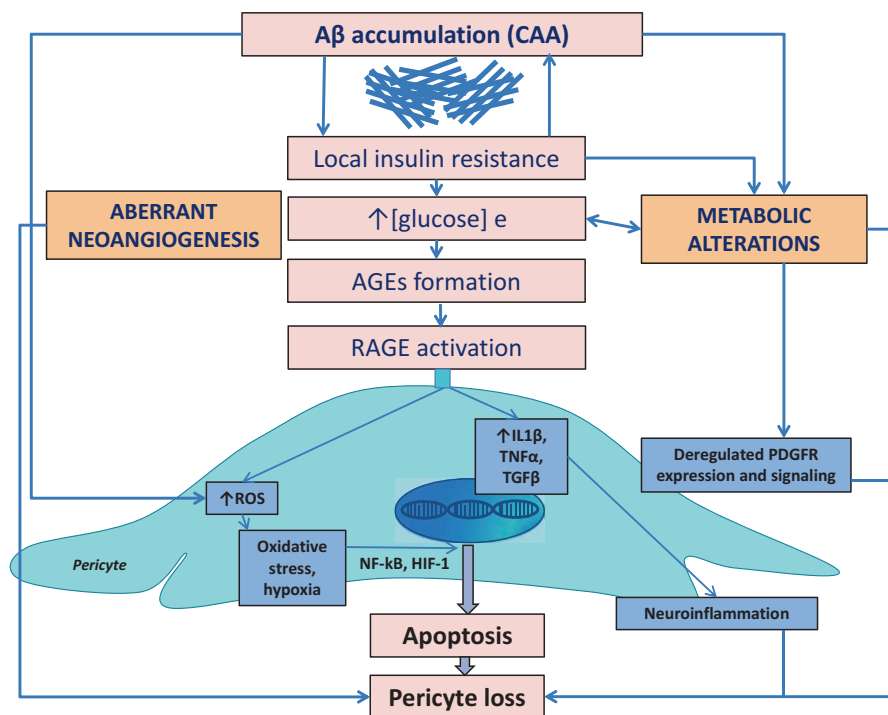 Aβ accumulation (CAA)
Local insulin resistance
ABERRANT
NEOANGIOGENESIS
↑[glucose] e
METABOLIC
ALTERATIONS
AGEs formation
RAGE activation
↑IL1β,
TNFα,
TGFβ
Deregulated PDGFR
expression and signaling
↑ROS
Pericyte
Oxidative
stress,
hypoxia
NF-kB, HIF-1
Neuroinflammation
Apoptosis
Pericyte loss